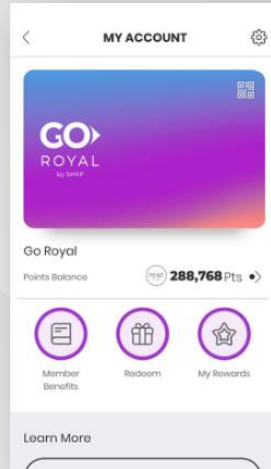 MY ACCOUNT
GO
ROYAL
by SHKP
Go Royal
Points Balance
POINT
288,768 Pts
Member
Benefits
Redeem
My Rewards
Learn More